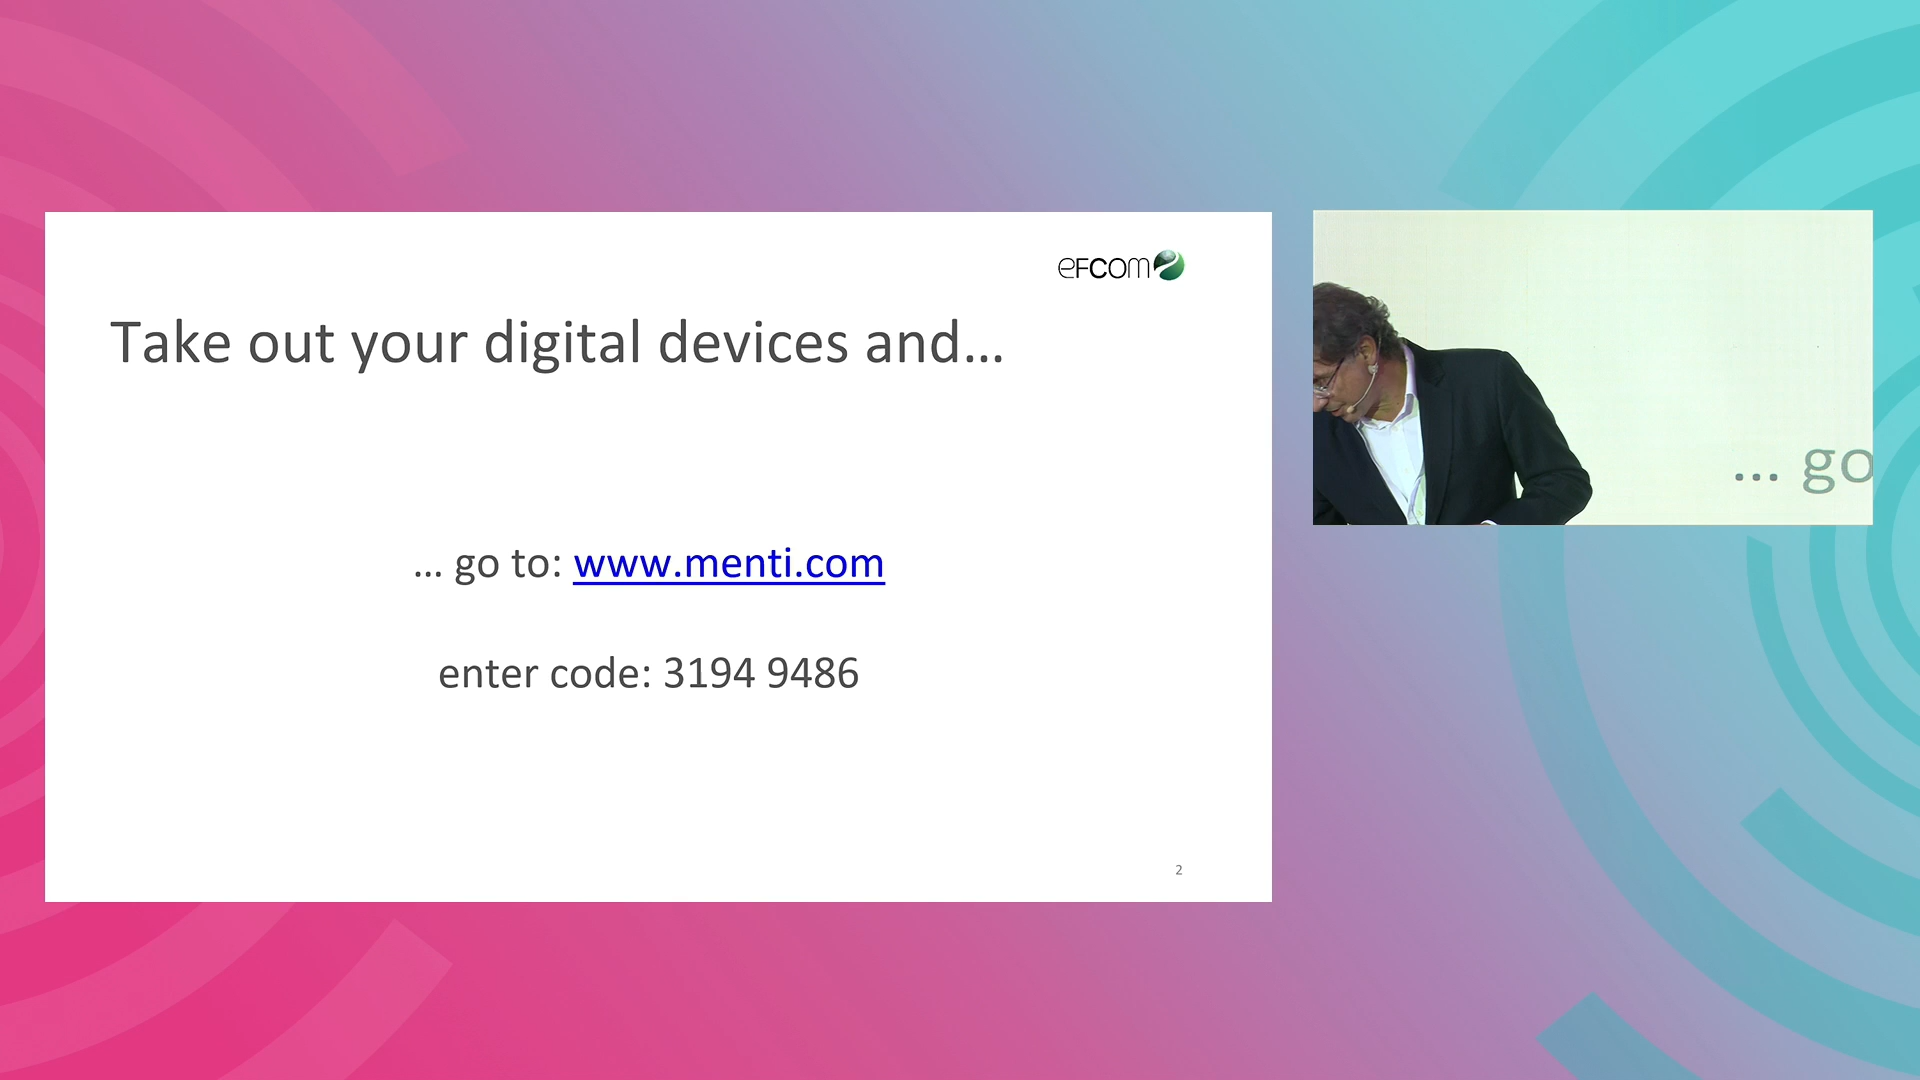 efcom
Take out your digital devices and…
… go to: www.menti.com
enter code: 3194 9486
2
... go